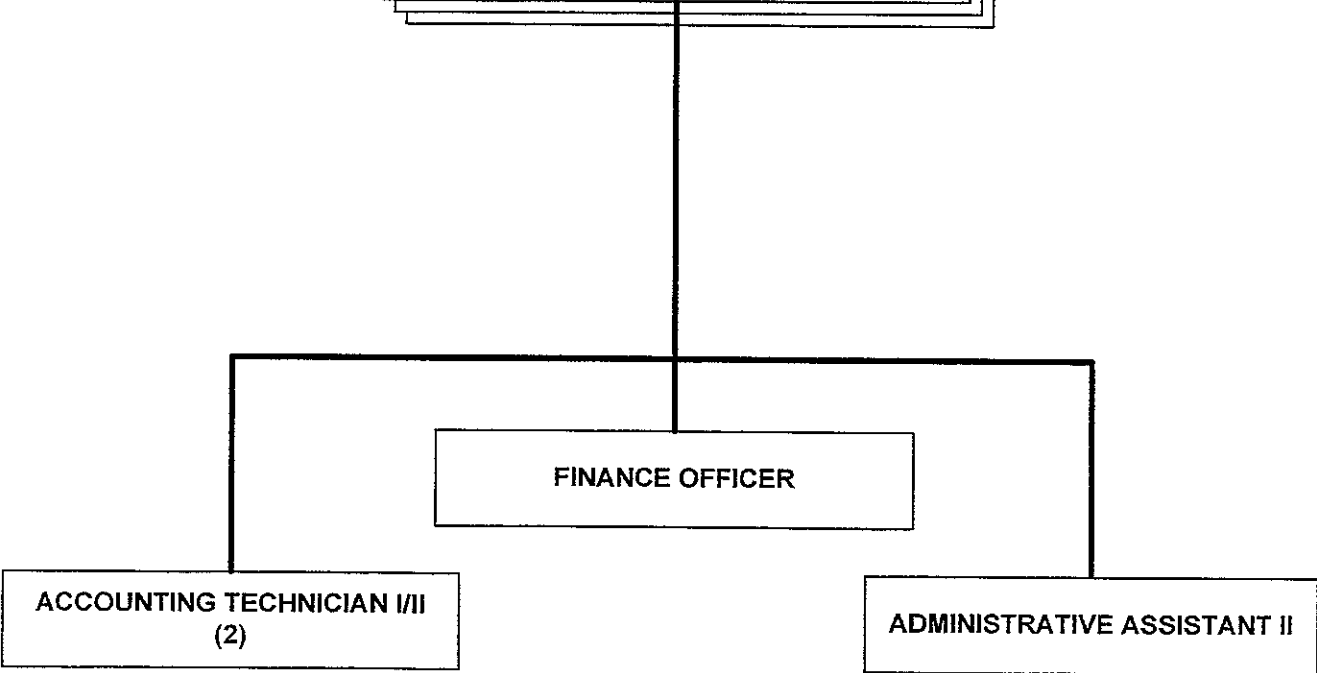 FINANCE OFFICER
ACCOUNTING TECHNICIAN I/II
(2)
ADMINISTRATIVE ASSISTANT II